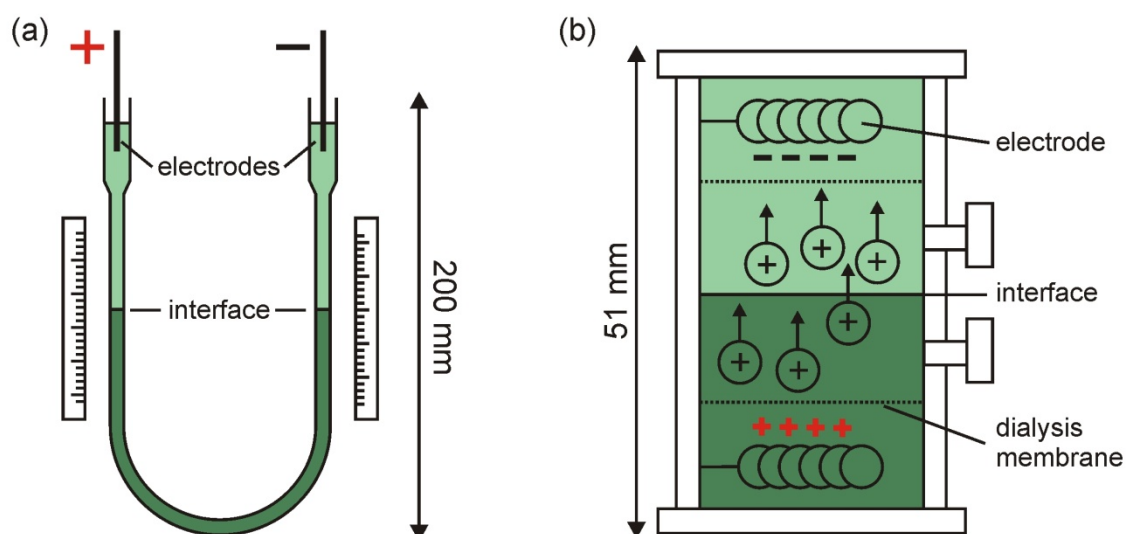 (a)
+
−
electrodes
interface
200 mm
(b)
electrode
− − − −
+
+
+
+
+
+
interface
51 mm
+ + + +
dialysis
membrane